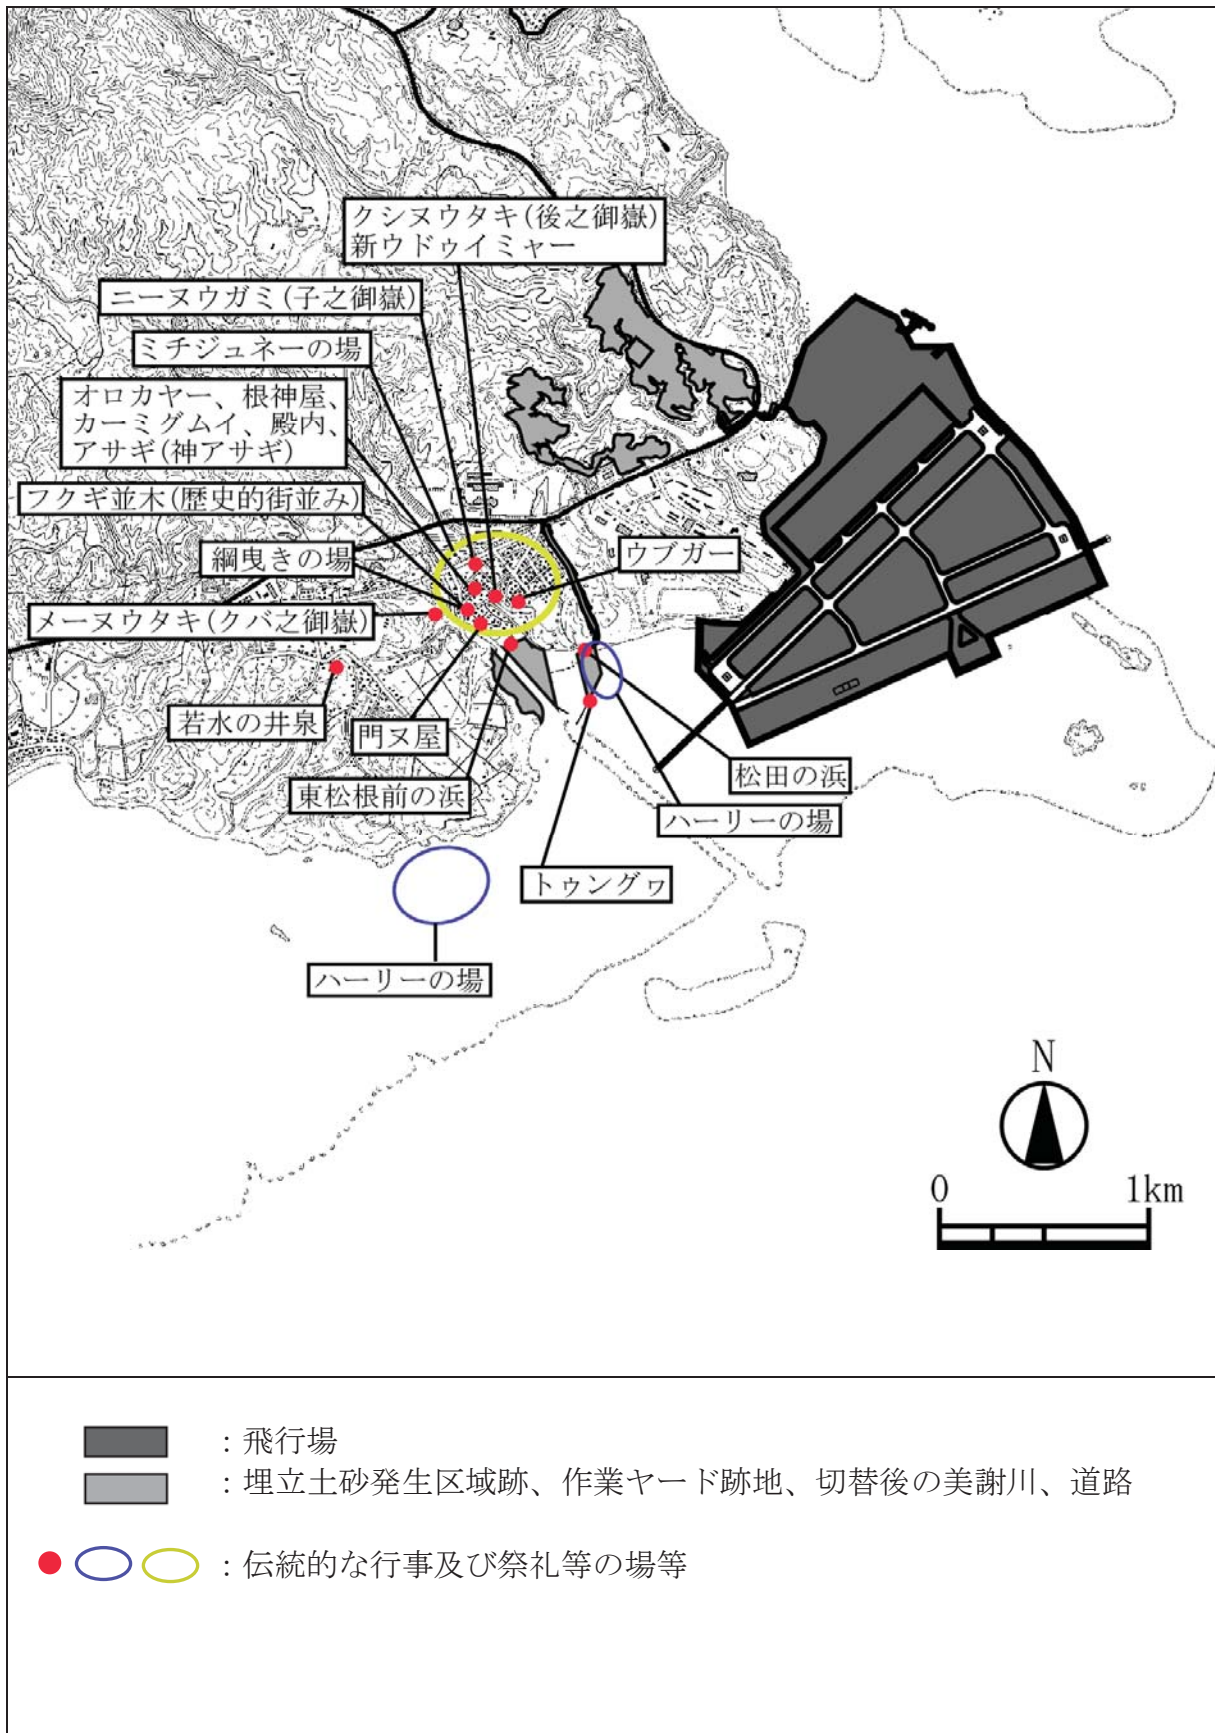 クシヌウタキ(後之御嶽)
新ウドゥイミャー
ニーヌウガミ(子之御嶽)
ミチジュネーの場
オロカヤー、根神屋、
カーミグムイ、殿内、
アサギ(神アサギ)
フクギ並木(歴史的街並み)
綱曳きの場
ウブガー
メーヌウタキ(クバ之御嶽)
若水の井泉
門ヌ屋
東松根前の浜
松田の浜
ハーリーの場
トゥングヮ
ハーリーの場
N
0 1km
:飛行場
:埋立土砂発生区域跡、作業ヤード跡地、切替後の美謝川、道路
:伝統的な行事及び祭礼等の場等